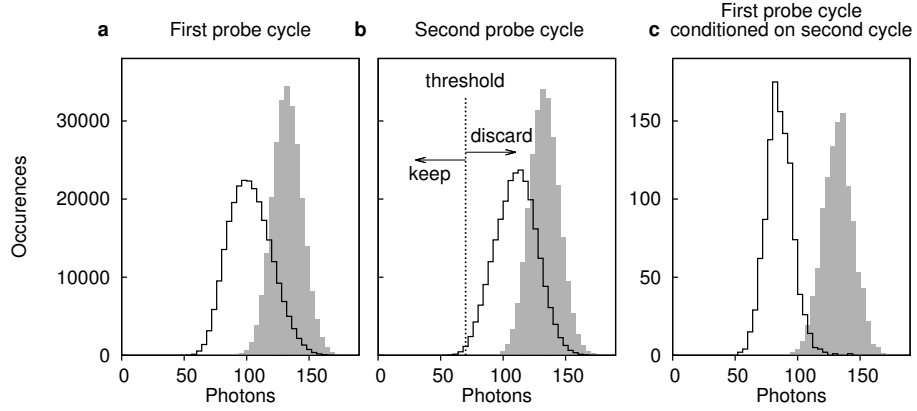 First probe cycle
a First probe cycle b Second probe cycle c conditioned on second cycle
threshold
discard
keep
Occurences
30000
20000
10000
0
150
100
50
0
0 50 100 150
0 50 100 150
0 50 100 150
Photons Photons Photons